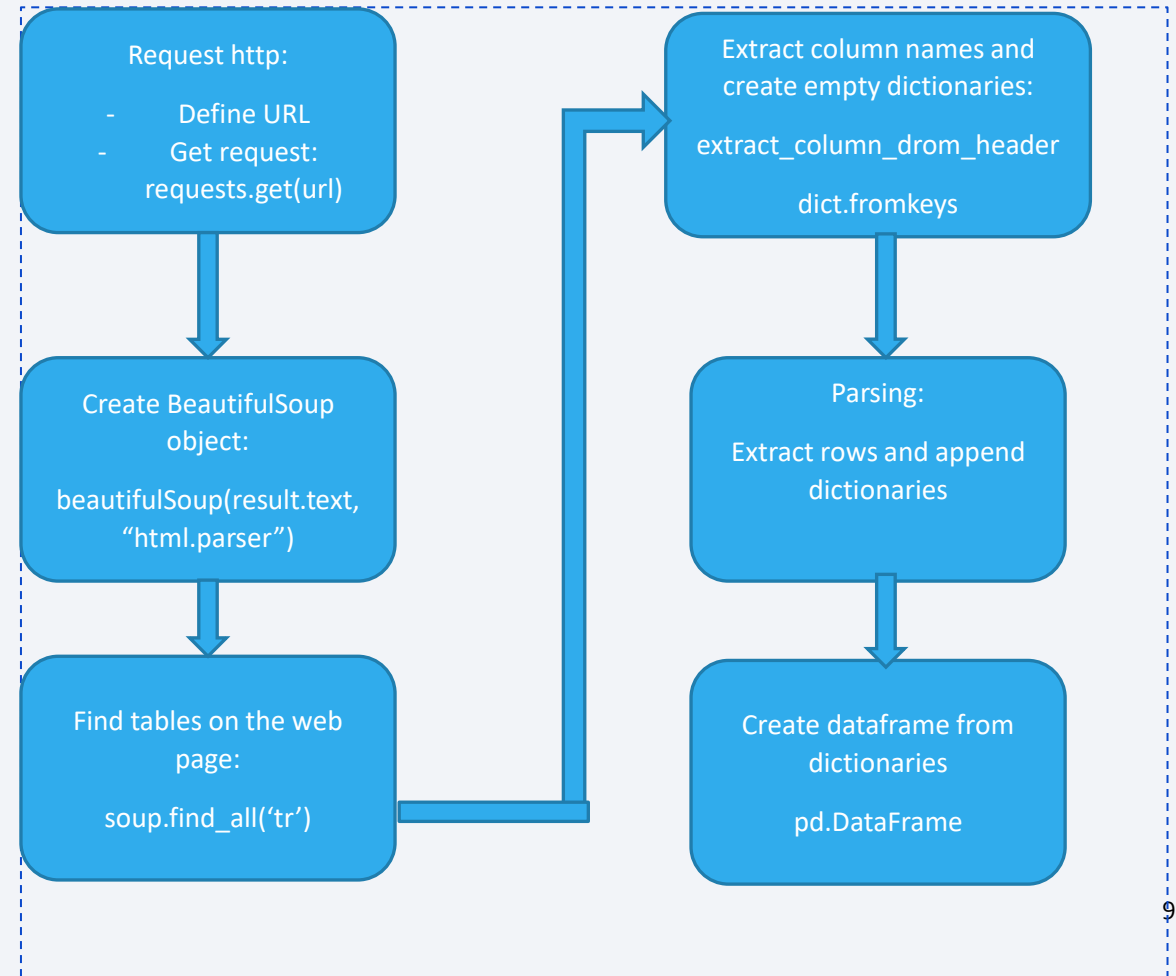 Request http:
- Define URL
- Get request:
requests.get(url)
Create BeautifulSoup
object:
beautifulSoup(result.text,
“html.parser”)
Find tables on the web
page:
soup.find_all(‘tr’)
Extract column names and
create empty dictionaries:
extract_column_drom_header
dict.fromkeys
Parsing:
Extract rows and append
dictionaries
Create dataframe from
dictionaries
pd.DataFrame
9